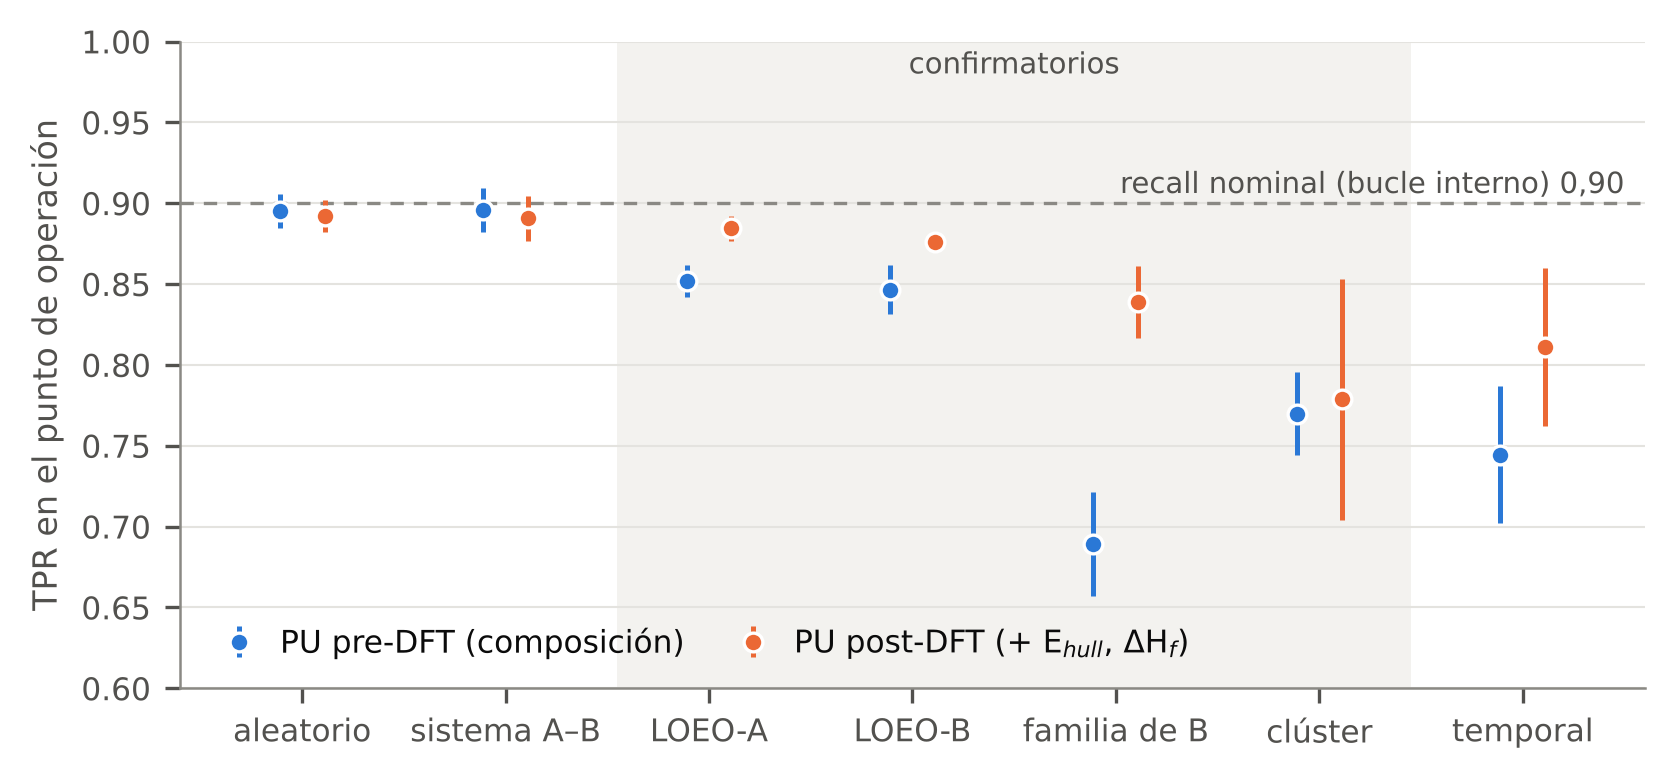 confirmatorios
recall nominal (bucle interno) 0,90
TPR en el punto de operación
1.00
0.95
0.90
0.85
0.80
0.75
0.70
0.65
0.60
PU pre-DFT (composición)
PU post-DFT (+ E_hull, ΔH_f)
aleatorio
sistema A–B
LOEO-A
LOEO-B
familia de B
clúster
temporal